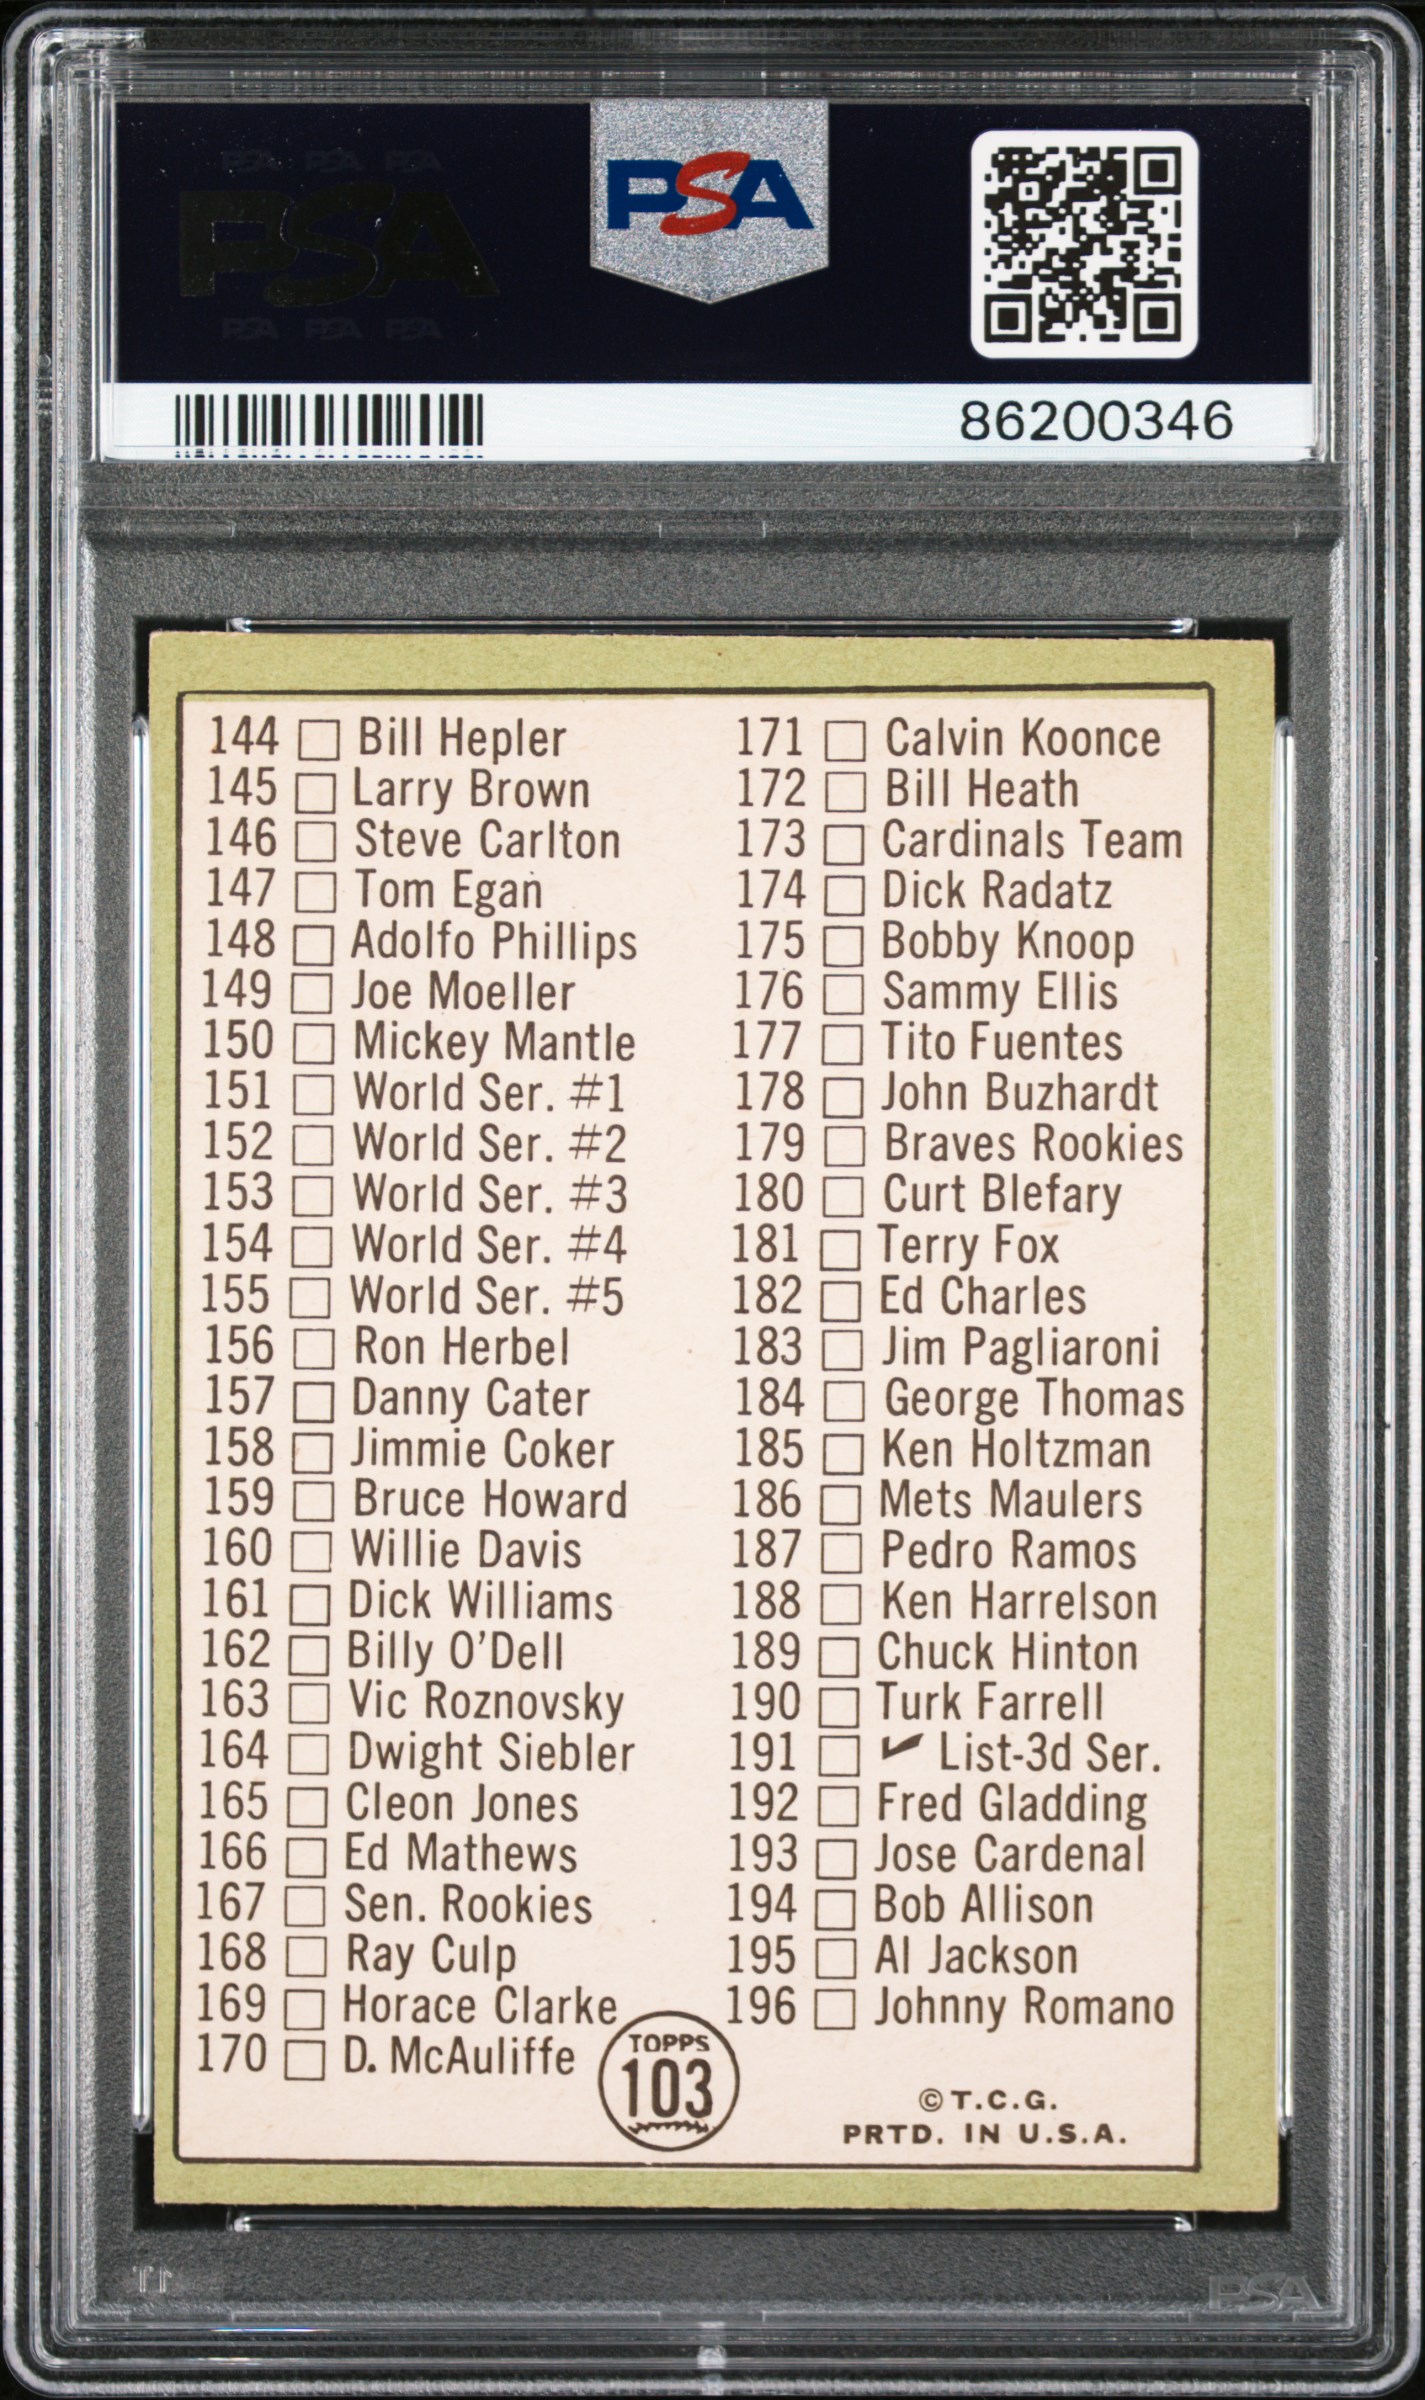 PSA PSA PSA
PSA
PSA PSA PSA
PSA
86200346
144 Bill Hepler
145 Larry Brown
146 Steve Carlton
147 Tom Egan
148 Adolfo Phillips
149 Joe Moeller
150 Mickey Mantle
151 World Ser. #1
152 World Ser. #2
153 World Ser. #3
154 World Ser. #4
155 World Ser. #5
156 Ron Herbel
157 Danny Cater
158 Jimmie Coker
159 Bruce Howard
160 Willie Davis
161 Dick Williams
162 Billy O'Dell
163 Vic Roznovsky
164 Dwight Siebler
165 Cleon Jones
166 Ed Mathews
167 Sen. Rookies
168 Ray Culp
169 Horace Clarke
170 D. McAuliffe
171 Calvin Koonce
172 Bill Heath
173 Cardinals Team
174 Dick Radatz
175 Bobby Knoop
176 Sammy Ellis
177 Tito Fuentes
178 John Buzhardt
179 Braves Rookies
180 Curt Blefary
181 Terry Fox
182 Ed Charles
183 Jim Pagliaroni
184 George Thomas
185 Ken Holtzman
186 Mets Maulers
187 Pedro Ramos
188 Ken Harrelson
189 Chuck Hinton
190 Turk Farrell
191 ✔ List-3d Ser.
192 Fred Gladding
193 Jose Cardenal
194 Bob Allison
195 Al Jackson
196 Johnny Romano
TOPPS
103
© T.C.G.
PRTD. IN U.S.A.
PSA